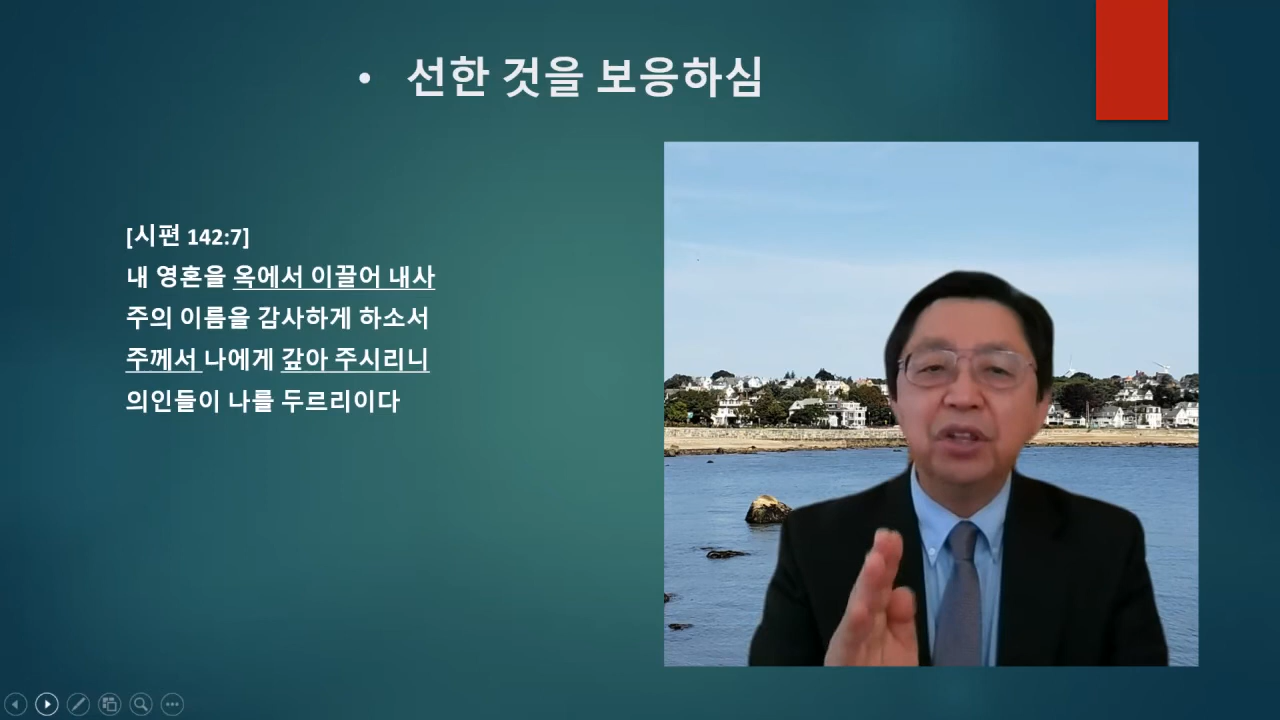 • 선한 것을 보응하심
[시편 142:7]
내 영혼을 옥에서 이끌어 내사
주의 이름을 감사하게 하소서
주께서 나에게 갚아 주시리니
의인들이 나를 두르리이다